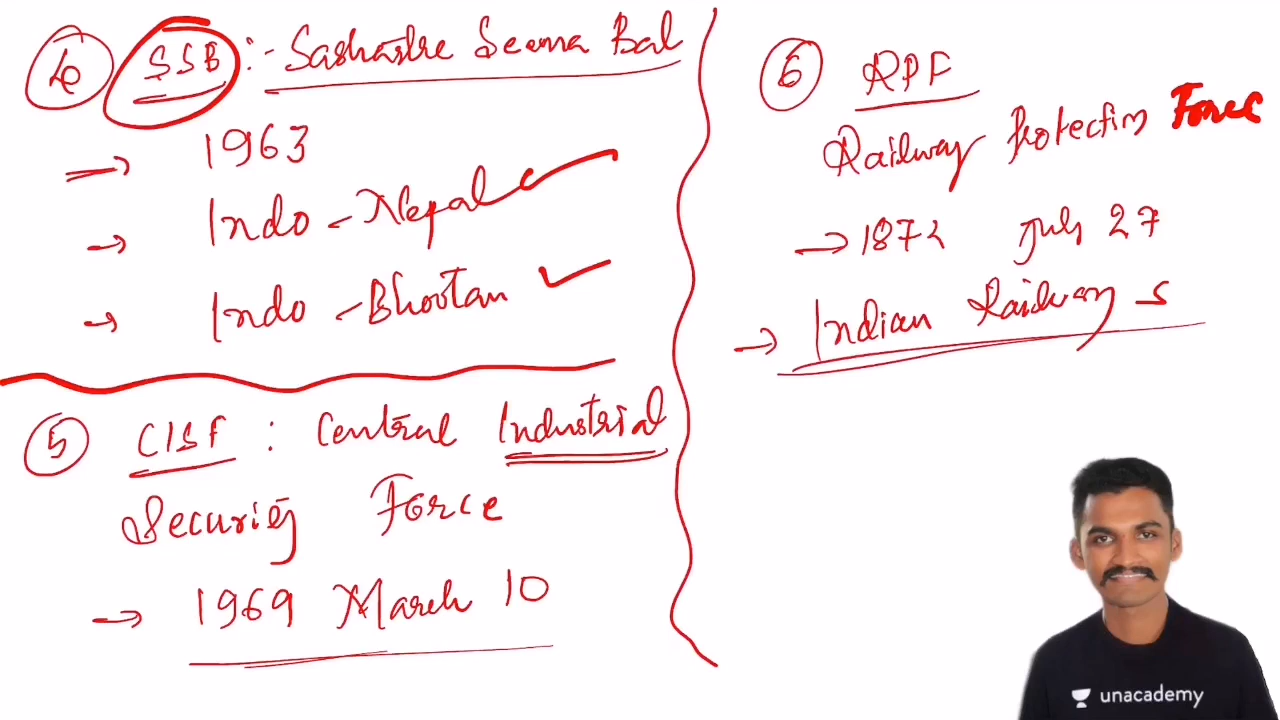 4 SSB :- Sashastre Seema Bal
→ 1963
→ Indo - Nepal ✓
→ Indo - Bhootan ✓
5 CISF : Central Industrial
Security Force
→ 1969 March 10
6 RPF
Railway Protection Force
→ 1872 July 27
→ Indian Railways
unacademy